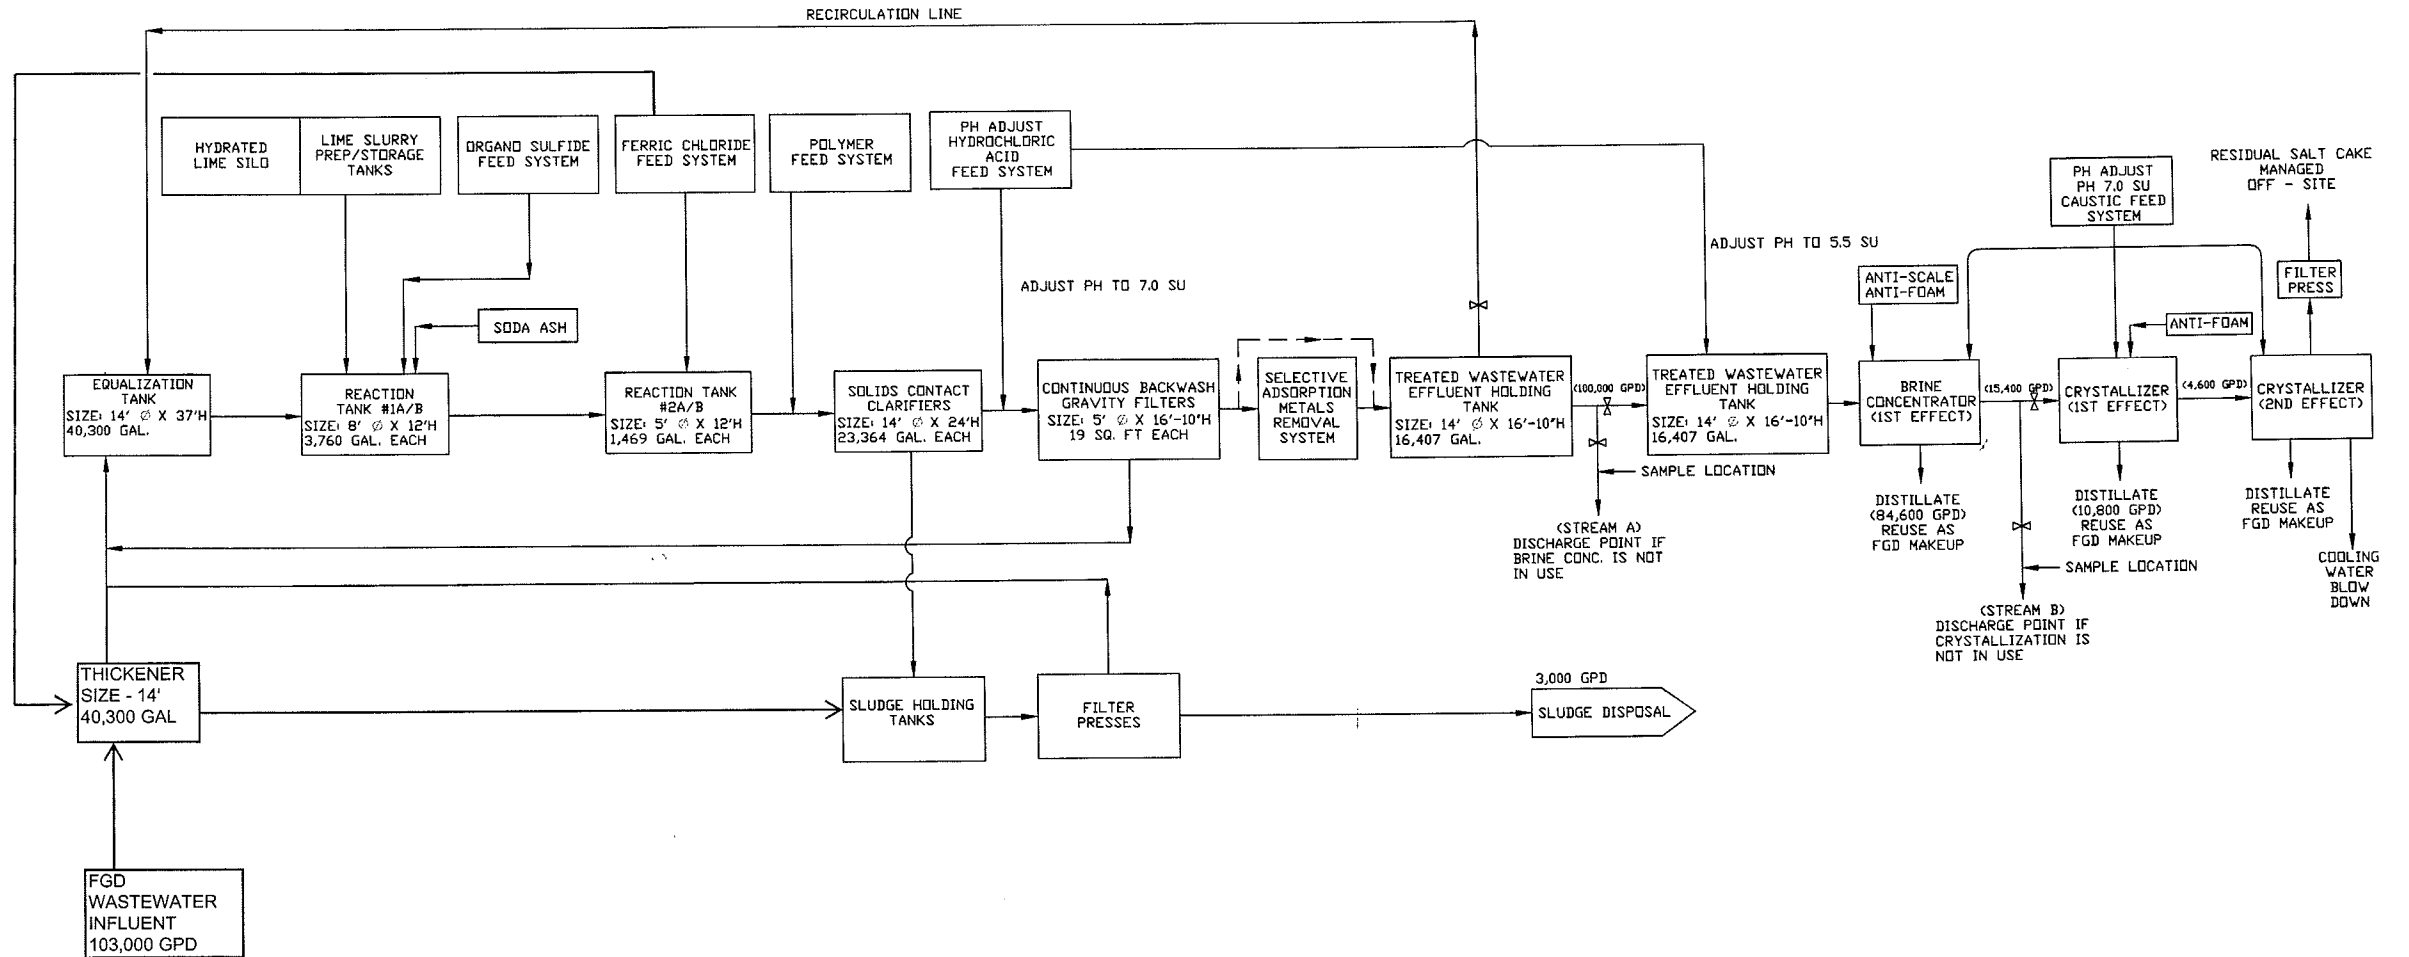 RECIRCULATION LINE
HYDRATED
LIME SILO
LIME SLURRY
PREP/STORAGE
TANKS
ORGANO SULFIDE
FEED SYSTEM
FERRIC CHLORIDE
FEED SYSTEM
POLYMER
FEED SYSTEM
PH ADJUST
HYDROCHLORIC
ACID
FEED SYSTEM
PH ADJUST
PH 7.0 SU
CAUSTIC FEED
SYSTEM
RESIDUAL SALT CAKE
MANAGED
OFF - SITE
ADJUST PH TO 7.0 SU
ADJUST PH TO 5.5 SU
SODA ASH
ANTI-SCALE
ANTI-FOAM
ANTI-FOAM
FILTER
PRESS
EQUALIZATION
TANK
SIZE: 14' Ø X 37'H
40,300 GAL.
REACTION
TANK #1A/B
SIZE: 8' Ø X 12'H
3,760 GAL. EACH
REACTION TANK
#2A/B
SIZE: 5' Ø X 12'H
1,469 GAL. EACH
SOLIDS CONTACT
CLARIFIERS
SIZE: 14' Ø X 24'H
23,364 GAL. EACH
CONTINUOUS BACKWASH
GRAVITY FILTERS
SIZE: 5' Ø X 16'-10"H
19 SQ. FT EACH
SELECTIVE
ADSORPTION
METALS
REMOVAL
SYSTEM
TREATED WASTEWATER
EFFLUENT HOLDING
TANK
SIZE: 14' Ø X 16'-10"H
16,407 GAL.
(100,000 GPD)
TREATED WASTEWATER
EFFLUENT HOLDING
TANK
SIZE: 14' Ø X 16'-10"H
16,407 GAL.
BRINE
CONCENTRATOR
(1ST EFFECT)
(15,400 GPD)
CRYSTALLIZER
(1ST EFFECT)
(4,600 GPD)
CRYSTALLIZER
(2ND EFFECT)
SAMPLE LOCATION
(STREAM A)
DISCHARGE POINT IF
BRINE CONC. IS NOT
IN USE
DISTILLATE
(84,600 GPD)
REUSE AS
FGD MAKEUP
DISTILLATE
(10,800 GPD)
REUSE AS
FGD MAKEUP
DISTILLATE
REUSE AS
FGD MAKEUP
COOLING
WATER
BLOW
DOWN
SAMPLE LOCATION
(STREAM B)
DISCHARGE POINT IF
CRYSTALLIZATION IS
NOT IN USE
THICKENER
SIZE - 14'
40,300 GAL
SLUDGE HOLDING
TANKS
FILTER
PRESSES
3,000 GPD
SLUDGE DISPOSAL
FGD
WASTEWATER
INFLUENT
103,000 GPD